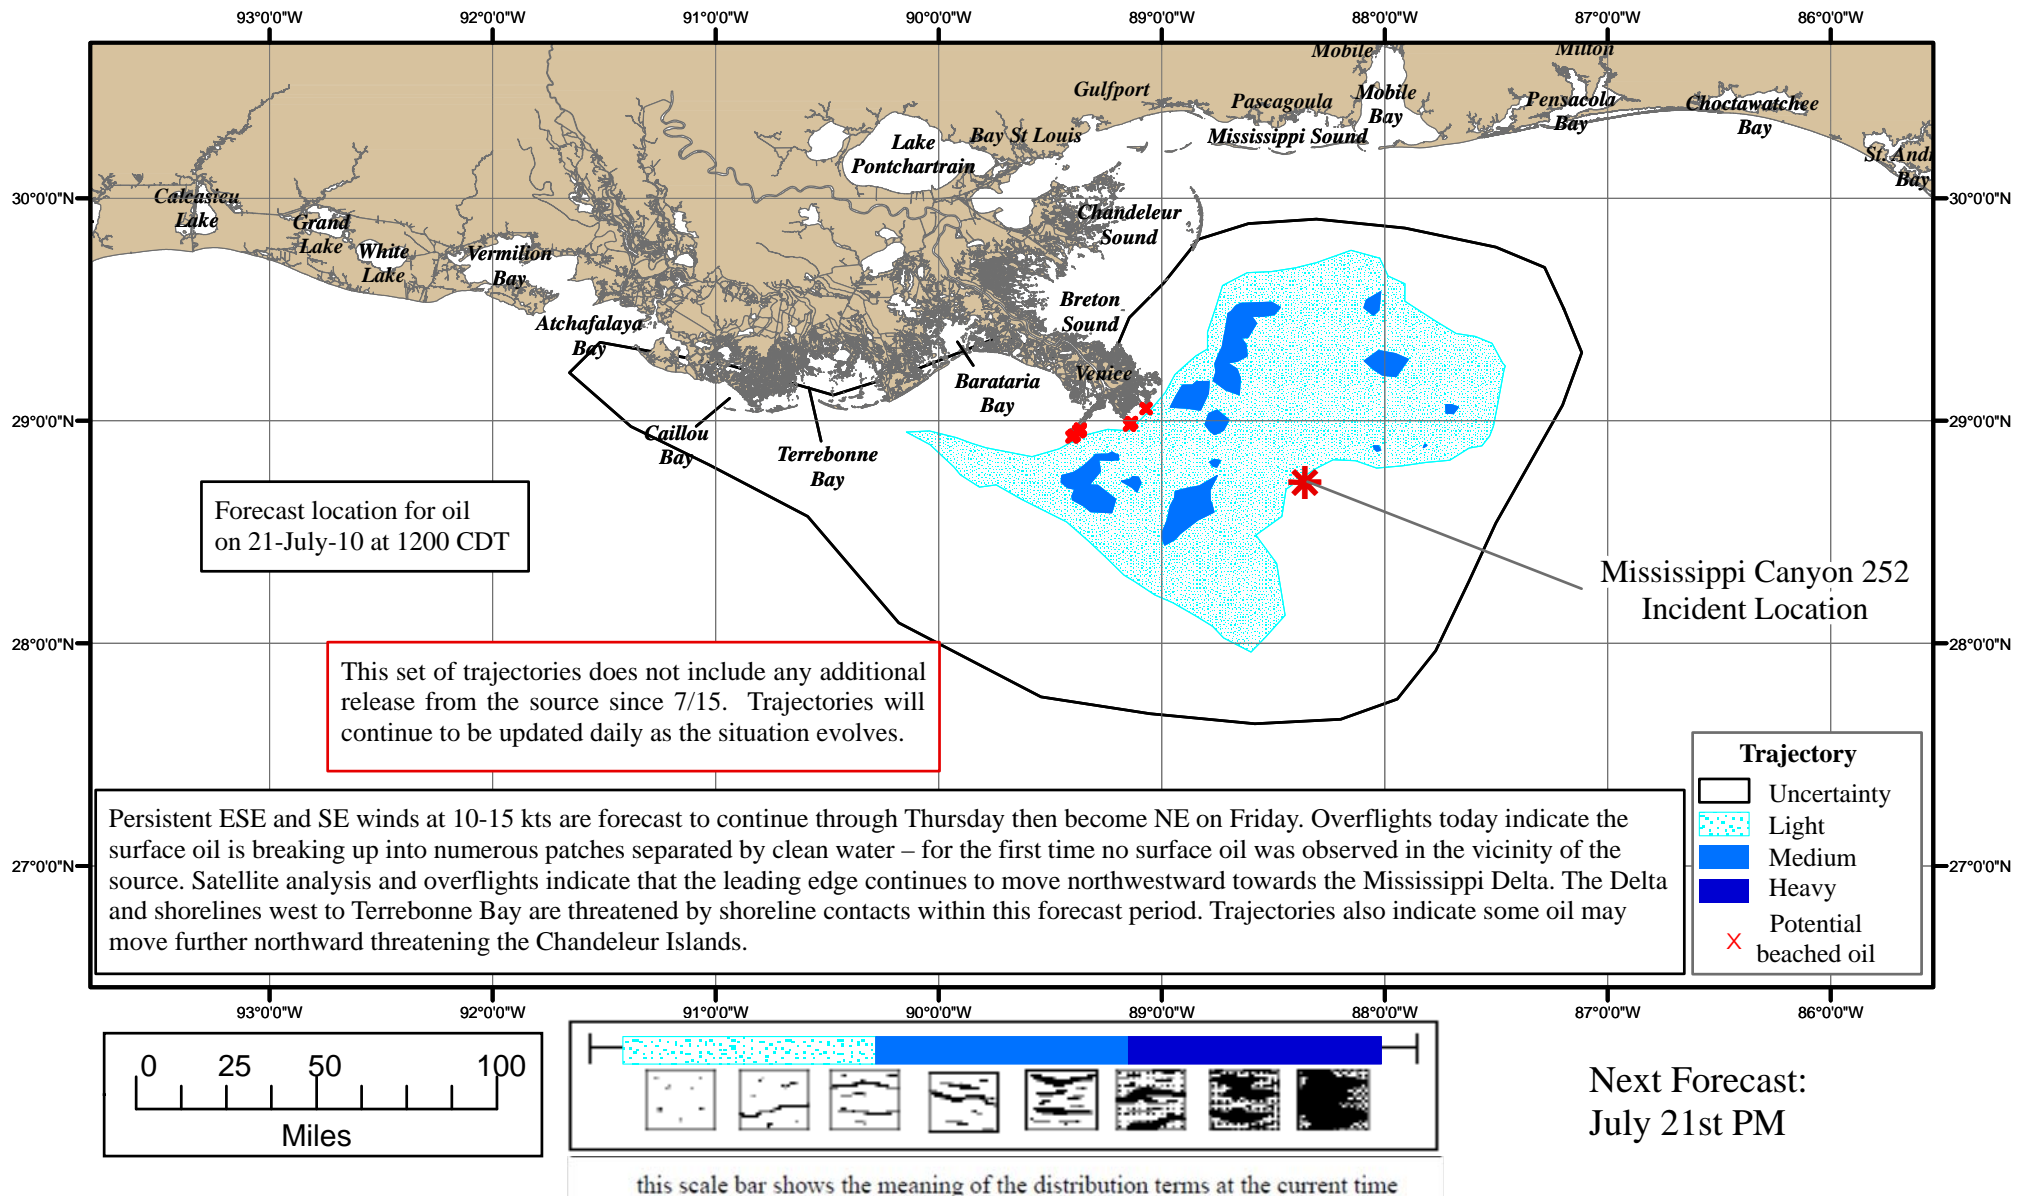 93°0'0"W 92°0'0"W 91°0'0"W 90°0'0"W 89°0'0"W 88°0'0"W 87°0'0"W 86°0'0"W
Mobile
Milton
Gulfport
Pascagoula
Mobile
Bay
Pensacola
Bay
Choctawatchee
Bay
Bay St Louis
Mississippi Sound
Lake
Pontchartrain
St. Andr
Bay
30°0'0"N
30°0'0"N
Calcasieu
Lake
Grand
Lake
White
Lake
Vermilion
Bay
Chandeleur
Sound
Breton
Sound
Atchafalaya
Bay
Venice
Barataria
Bay
29°0'0"N
29°0'0"N
Caillou
Bay
Terrebonne
Bay
Forecast location for oil
on 21-July-10 at 1200 CDT
Mississippi Canyon 252
Incident Location
28°0'0"N
28°0'0"N
This set of trajectories does not include any additional
release from the source since 7/15. Trajectories will
continue to be updated daily as the situation evolves.
Trajectory
Uncertainty
Light
Medium
Heavy
Potential
beached oil
Persistent ESE and SE winds at 10-15 kts are forecast to continue through Thursday then become NE on Friday. Overflights today indicate the
surface oil is breaking up into numerous patches separated by clean water – for the first time no surface oil was observed in the vicinity of the
source. Satellite analysis and overflights indicate that the leading edge continues to move northwestward towards the Mississippi Delta. The Delta
and shorelines west to Terrebonne Bay are threatened by shoreline contacts within this forecast period. Trajectories also indicate some oil may
move further northward threatening the Chandeleur Islands.
27°0'0"N
27°0'0"N
93°0'0"W 92°0'0"W 91°0'0"W 90°0'0"W 89°0'0"W 88°0'0"W 87°0'0"W 86°0'0"W
0 25 50 100
Miles
Next Forecast:
July 21st PM
this scale bar shows the meaning of the distribution terms at the current time